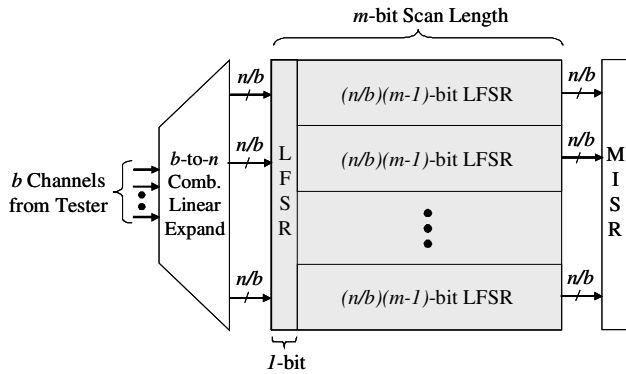 m-bit Scan Length
n/b
n/b
(n/b)(m-1)-bit LFSR
n/b
n/b
(n/b)(m-1)-bit LFSR
b-to-n
Comb.
Linear
Expand
b Channels
from Tester
L
F
S
R
M
I
S
R
n/b
n/b
(n/b)(m-1)-bit LFSR
1-bit